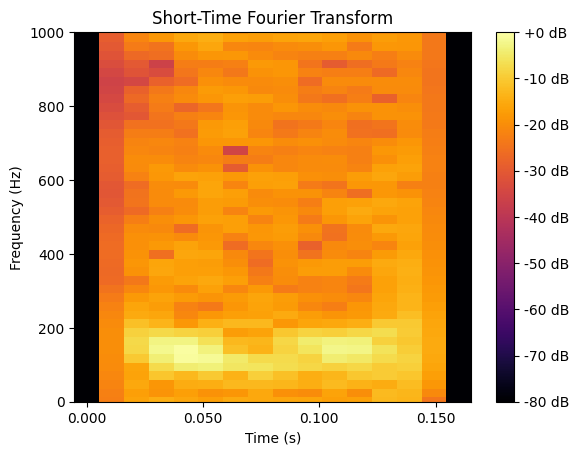 Short-Time Fourier Transform
1000
800
600
400
200
0
Frequency (Hz)
0.000
0.050
0.100
0.150
Time (s)
+0 dB
-10 dB
-20 dB
-30 dB
-40 dB
-50 dB
-60 dB
-70 dB
-80 dB